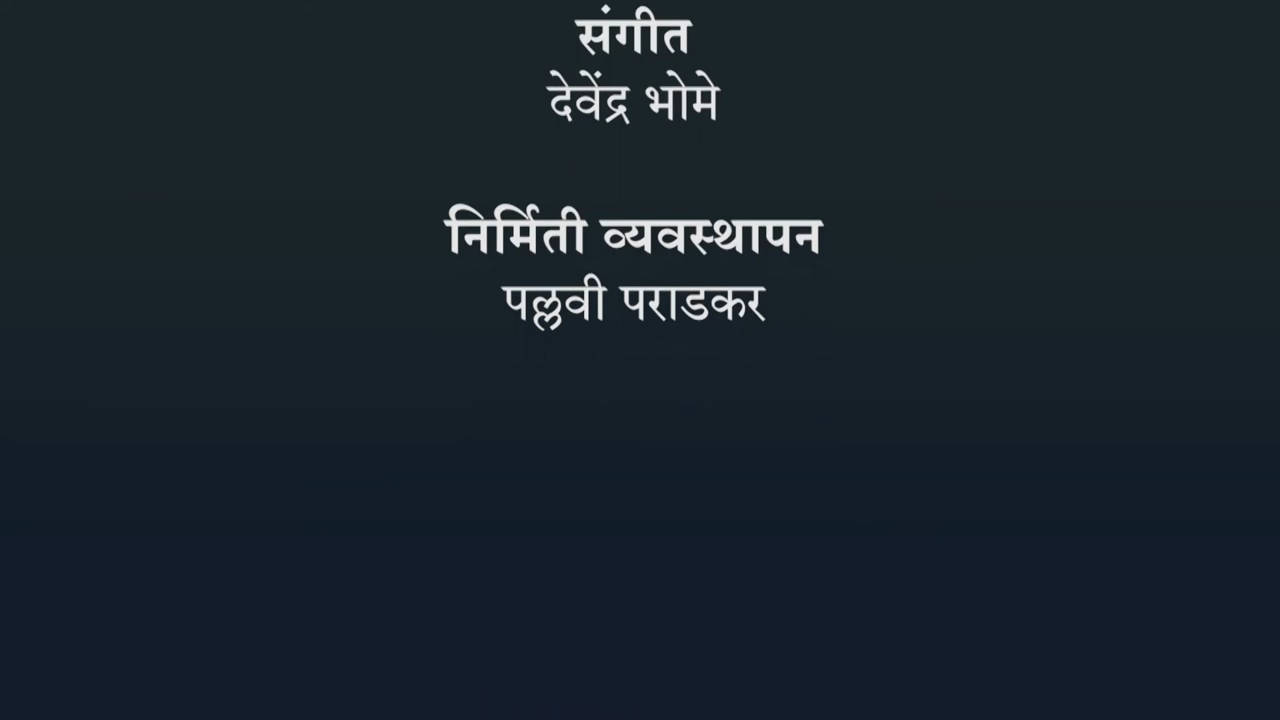 संगीत
देवेंद्र भोमे
निर्मिती व्यवस्थापन
पल्लवी पराडकर